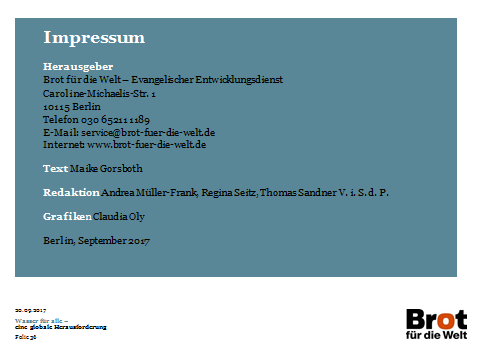 Impressum
Herausgeber
Brot für die Welt – Evangelischer Entwicklungsdienst
Caroline-Michaelis-Str. 1
10115 Berlin
Telefon 030 65211 1189
E-Mail: service@brot-fuer-die-welt.de
Internet: www.brot-fuer-die-welt.de
Text Maike Gorsboth
Redaktion Andrea Müller-Frank, Regina Seitz, Thomas Sandner V. i. S. d. P.
Grafiken Claudia Oly
Berlin, September 2017
20.09.2017
Wasser für alle –
eine globale Herausforderung
Folie 36
Brot
für die Welt